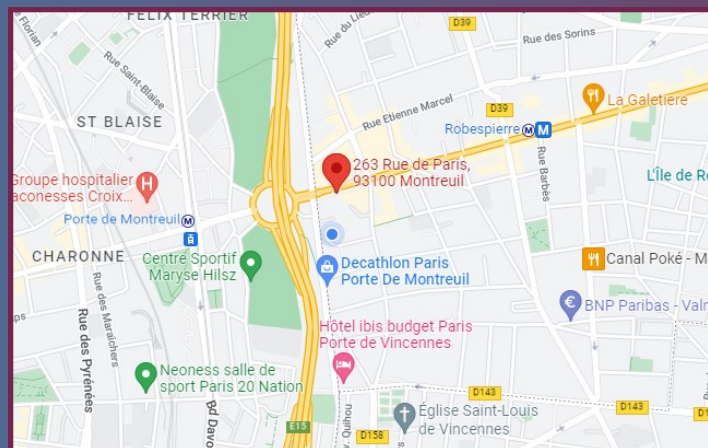 FELIX TERRIER
D39
Rue des Sorins
Rue Saint-Blaise
ST BLAISE
Rue Etienne Marcel
D39
La Galetière
Robespierre M M
Rue Barbès
263 Rue de Paris,
93100 Montreuil
Groupe hospitalier
aconesses Croix...
H
L'Île de R
Porte de Montreuil M
CHARONNE
Centre Sportif
Maryse Hilsz
Decathlon Paris
Porte De Montreuil
Canal Poké - M
Rue des Maraîchers
Rue des Pyrénées
€
BNP Paribas - Valm
Hôtel ibis budget Paris
Porte de Vincennes
Neoness salle de
sport Paris 20 Nation
Bd Davo
E15
Quihou
D143
D143
D158
Église Saint-Louis
de Vincennes